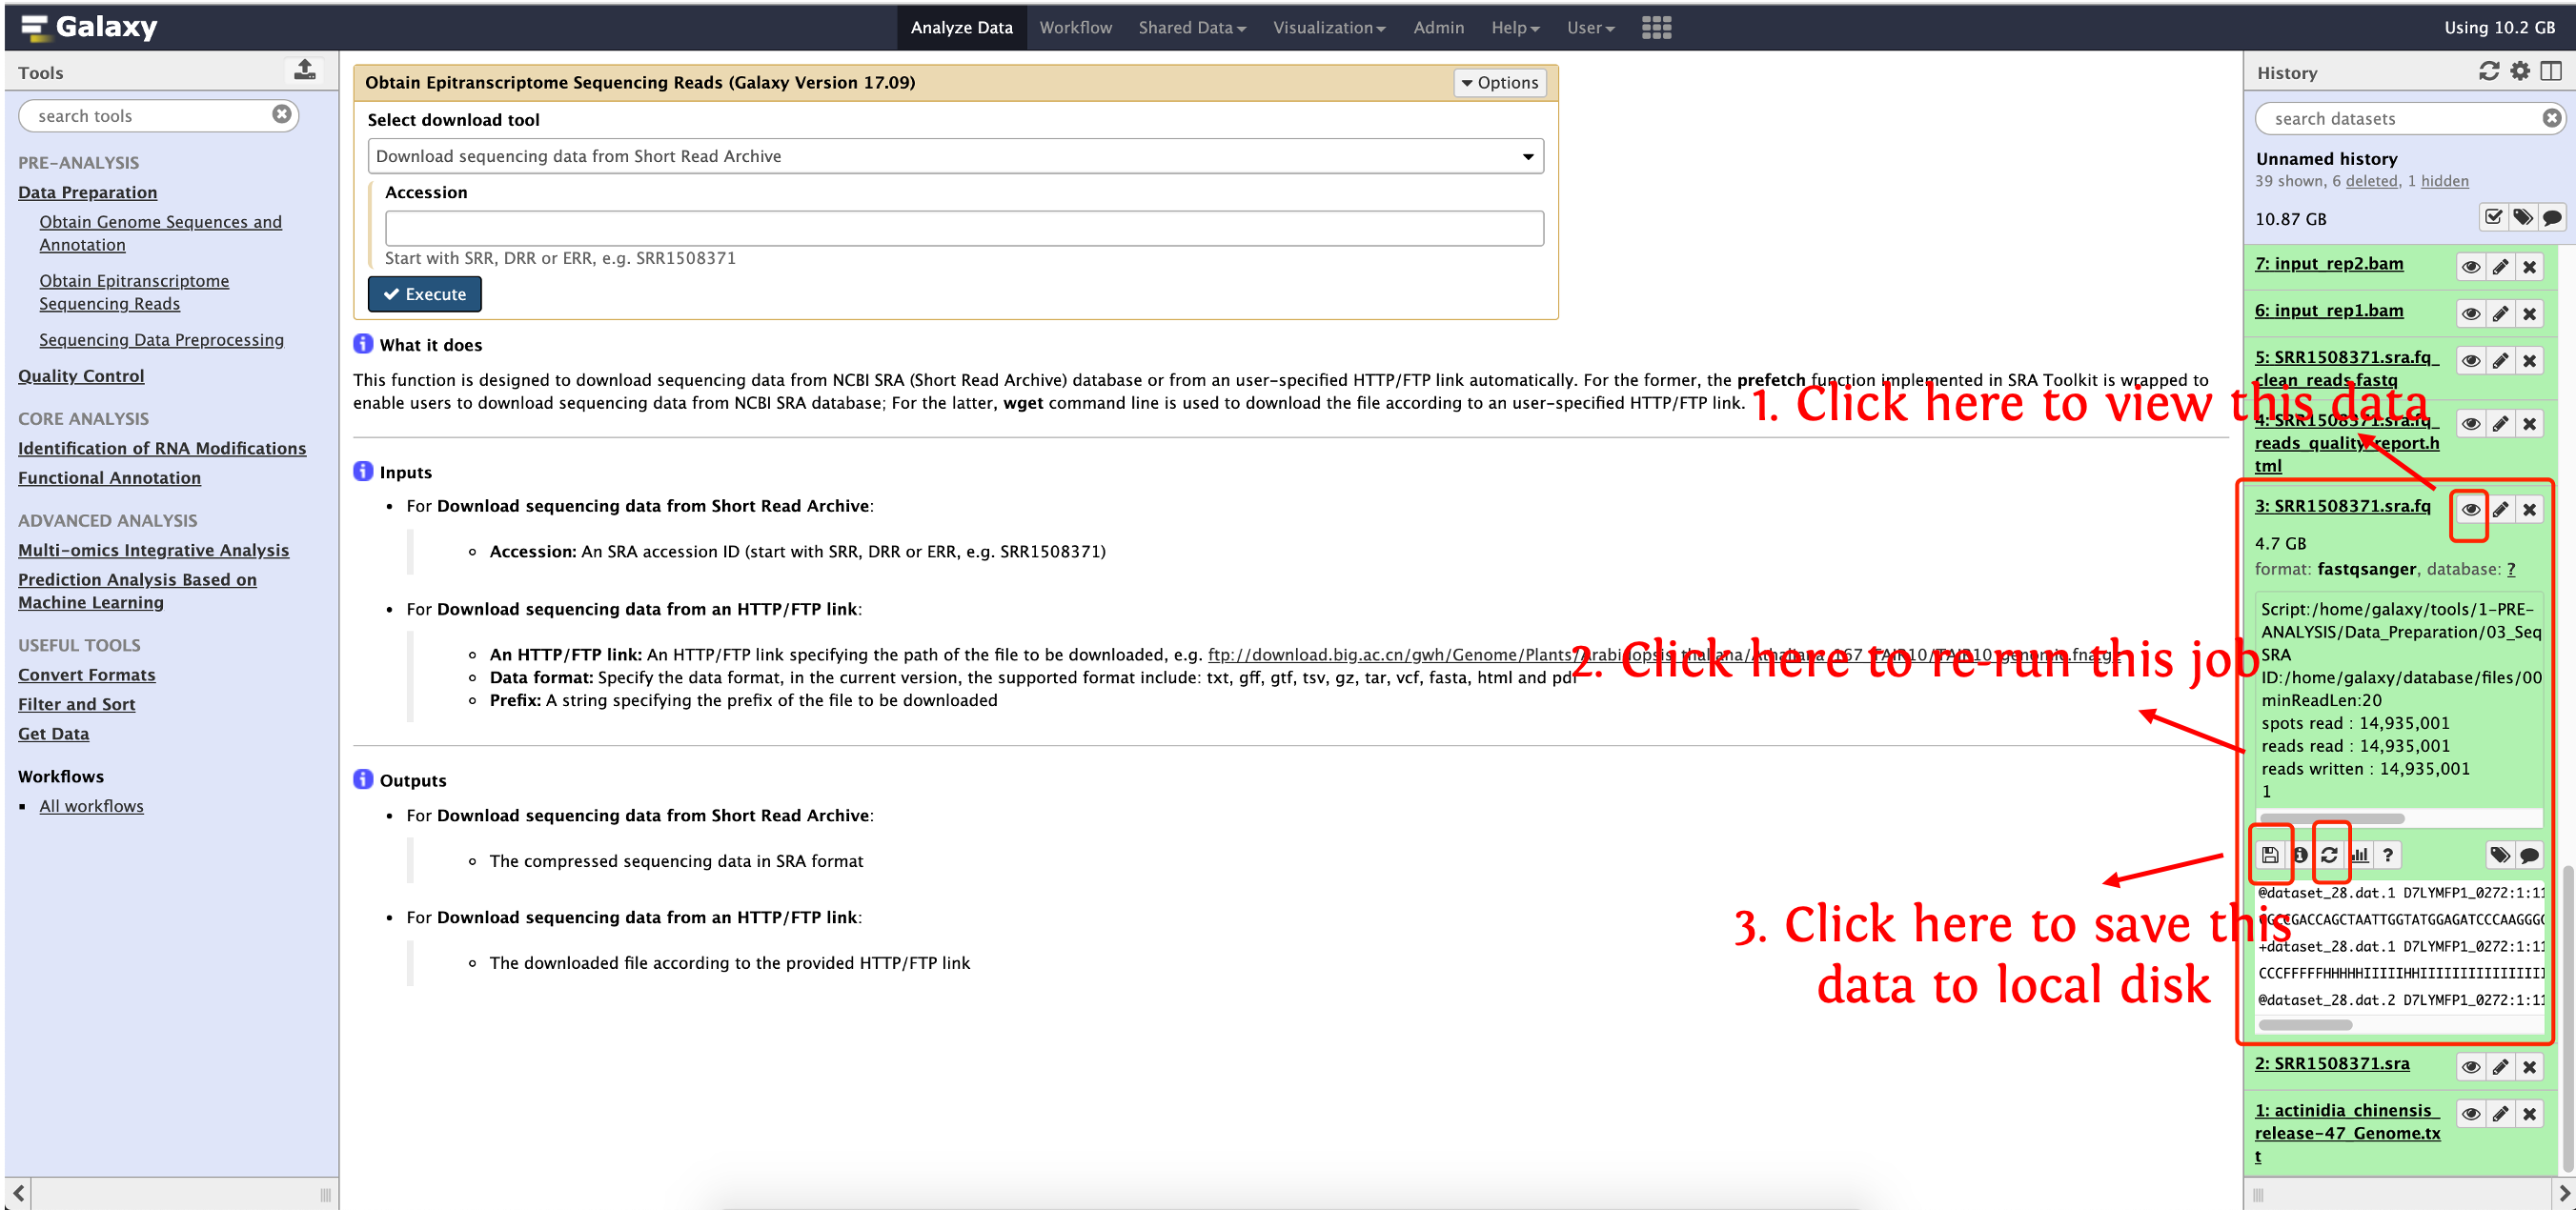 Galaxy
Analyze Data
Workflow
Shared Data
Visualization
Admin
Help
User
Using 10.2 GB
Tools
search tools
PRE-ANALYSIS
Data Preparation
Obtain Genome Sequences and
Annotation
Obtain Epitranscriptome
Sequencing Reads
Sequencing Data Preprocessing
Quality Control
CORE ANALYSIS
Identification of RNA Modifications
Functional Annotation
ADVANCED ANALYSIS
Multi-omics Integrative Analysis
Prediction Analysis Based on
Machine Learning
USEFUL TOOLS
Convert Formats
Filter and Sort
Get Data
Workflows
All workflows
Obtain Epitranscriptome Sequencing Reads (Galaxy Version 17.09)
Options
Select download tool
Download sequencing data from Short Read Archive
Accession
Start with SRR, DRR or ERR, e.g. SRR1508371
Execute
What it does
This function is designed to download sequencing data from NCBI SRA (Short Read Archive) database or from an user-specified HTTP/FTP link automatically. For the former, the prefetch function implemented in SRA Toolkit is wrapped to
enable users to download sequencing data from NCBI SRA database; For the latter, wget command line is used to download the file according to an user-specified HTTP/FTP link.
Inputs
For Download sequencing data from Short Read Archive:
Accession: An SRA accession ID (start with SRR, DRR or ERR, e.g. SRR1508371)
For Download sequencing data from an HTTP/FTP link:
An HTTP/FTP link: An HTTP/FTP link specifying the path of the file to be downloaded, e.g. ftp://download.big.ac.cn/gwh/Genome/Plants/Arabidopsis_thaliana/Athaliana_167_TAIR10/TAIR10_genomic.fna.gz
Data format: Specify the data format, in the current version, the supported format include: txt, gff, gtf, tsv, gz, tar, vcf, fasta, html and pdf
Prefix: A string specifying the prefix of the file to be downloaded
Outputs
For Download sequencing data from Short Read Archive:
The compressed sequencing data in SRA format
For Download sequencing data from an HTTP/FTP link:
The downloaded file according to the provided HTTP/FTP link
1. Click here to view this data
2. Click here to re-run this job
3. Click here to save this
data to local disk
History
search datasets
Unnamed history
39 shown, 6 deleted, 1 hidden
10.87 GB
7: input_rep2.bam
6: input_rep1.bam
5: SRR1508371.sra.fq_
clean_reads.fastq
4: SRR1508371.sra.fq_
reads_quality_report.h
tml
3: SRR1508371.sra.fq
4.7 GB
format: fastqsanger, database: ?
Script:/home/galaxy/tools/1-PRE-
ANALYSIS/Data_Preparation/03_Seq
SRA
ID:/home/galaxy/database/files/00
minReadLen:20
spots read : 14,935,001
reads read : 14,935,001
reads written : 14,935,001
1
@dataset_28.dat.1 D7LYMFP1_0272:1:11
GCCGACCAGCTAATTGGTATGGAGATCCCAAGGGC
+dataset_28.dat.1 D7LYMFP1_0272:1:11
CCCFFFFFHHHHHIIIIIHHIIIIIIIIIIIIIIII
@dataset_28.dat.2 D7LYMFP1_0272:1:11
2: SRR1508371.sra
1: actinidia_chinensis_
release-47_Genome.tx
t